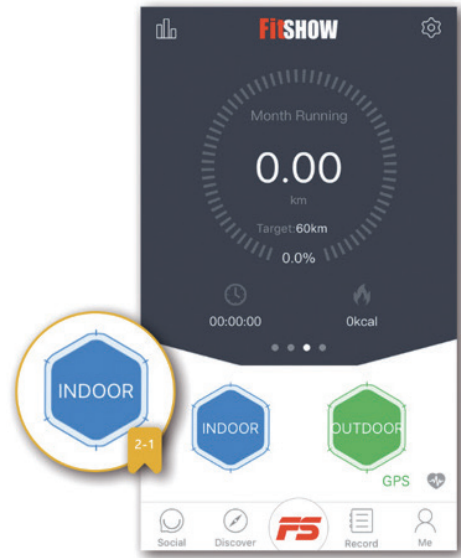 FitSHOW
Month Running
0.00
km
Target:60km
0.0%
00:00:00
0kcal
INDOOR
2-1
INDOOR
OUTDOOR
GPS
Social
Discover
FS
Record
Me